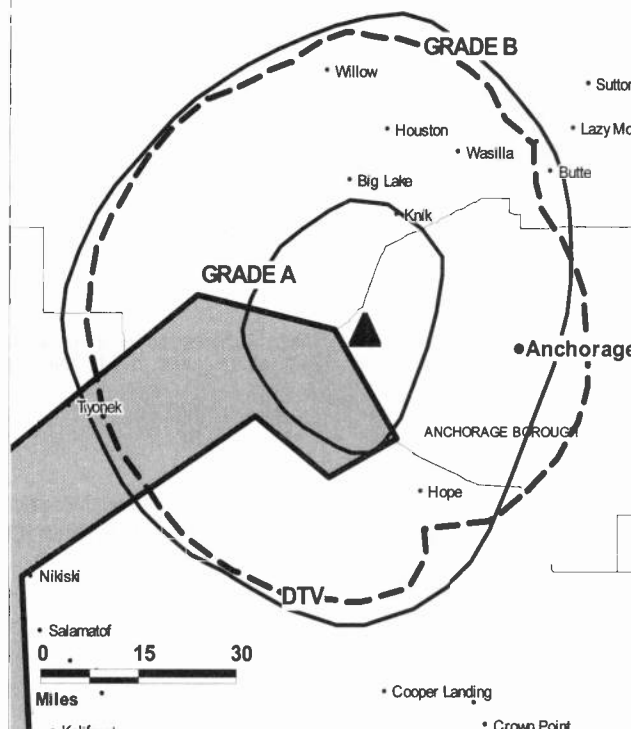 GRADE B
Willow
Sutton
Houston
Lazy Mo
Wasilla
Butte
Big Lake
Knik
GRADE A
Anchorage
Tyonek
ANCHORAGE BOROUGH
Hope
Nikiski
DTV
Salamatof
0 15 30
Miles
Cooper Landing
Crown Point